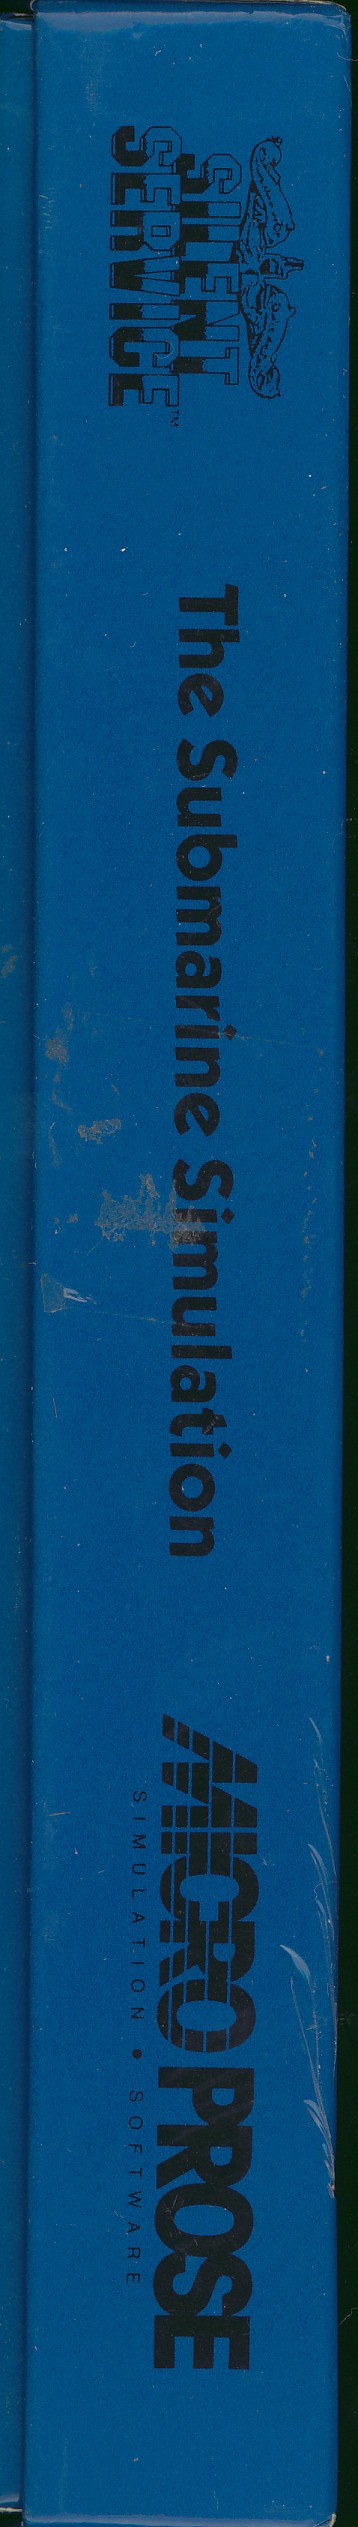 SILENT
SERVICE™
The Submarine Simulation
MICRO PROSE
SIMULATION • SOFTWARE